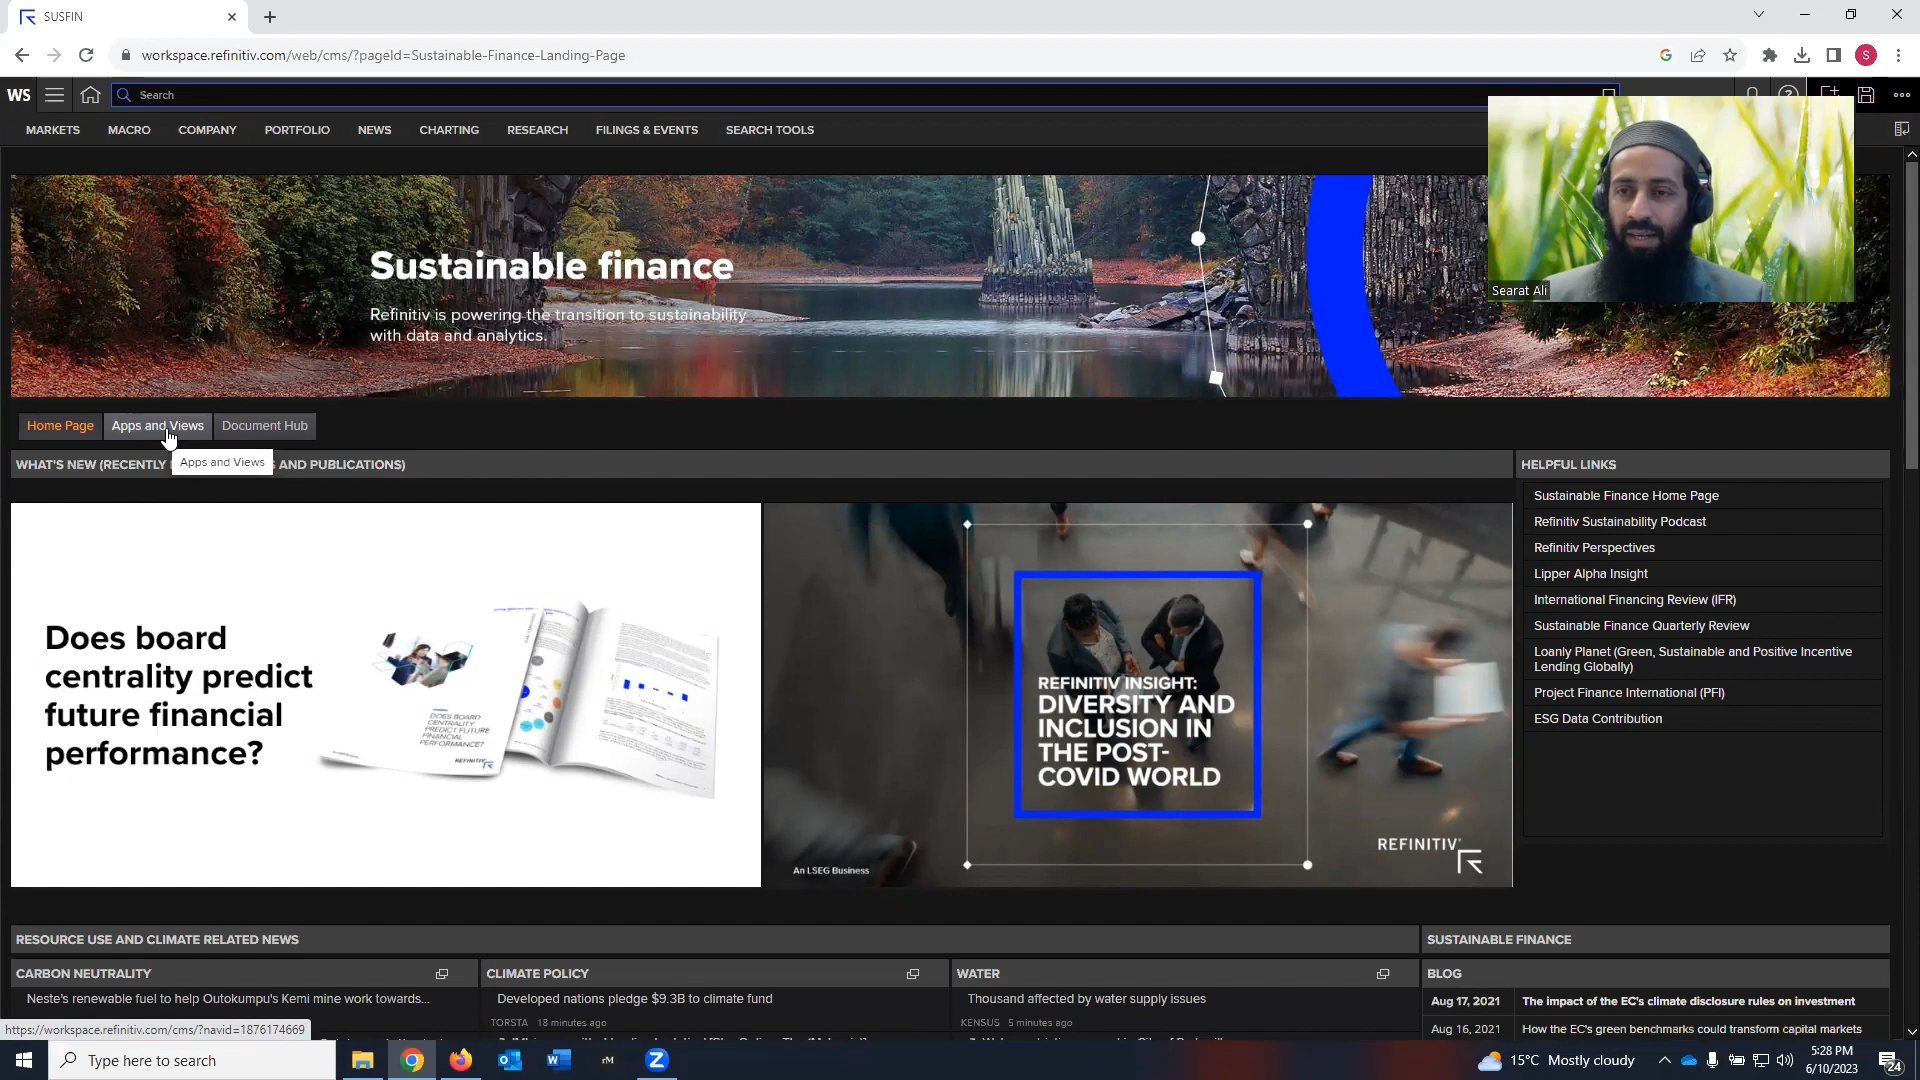 SUSFIN
workspace.refinitiv.com/web/cms/?pageId=Sustainable-Finance-Landing-Page
S
WS
Search
MARKETS MACRO COMPANY PORTFOLIO NEWS CHARTING RESEARCH FILINGS & EVENTS SEARCH TOOLS
Sustainable finance
Refinitiv is powering the transition to sustainability
with data and analytics.
Searat Ali
Home Page Apps and Views Document Hub
Apps and Views
WHAT'S NEW (RECENTLY AND PUBLICATIONS)
HELPFUL LINKS
Sustainable Finance Home Page
Refinitiv Sustainability Podcast
Refinitiv Perspectives
Lipper Alpha Insight
International Financing Review (IFR)
Sustainable Finance Quarterly Review
Loanly Planet (Green, Sustainable and Positive Incentive
Lending Globally)
Project Finance International (PFI)
ESG Data Contribution
Does board
centrality predict
future financial
performance?
DOES BOARD
CENTRALITY PREDICT
FUTURE FINANCIAL
PERFORMANCE?
REFINITIV
REFINITIV INSIGHT:
DIVERSITY AND
INCLUSION IN
THE POST-
COVID WORLD
An LSEG Business
REFINITIV
RESOURCE USE AND CLIMATE RELATED NEWS
SUSTAINABLE FINANCE
CARBON NEUTRALITY
Neste's renewable fuel to help Outokumpu's Kemi mine work towards...
CLIMATE POLICY
Developed nations pledge $9.3B to climate fund
TORSTA 18 minutes ago
WATER
Thousand affected by water supply issues
KENSUS 5 minutes ago
BLOG
Aug 17, 2021 The impact of the EC's climate disclosure rules on investment
Aug 16, 2021 How the EC's green benchmarks could transform capital markets
https://workspace.refinitiv.com/cms/?navid=1876174669
Type here to search
rM
15°C Mostly cloudy
5:28 PM
6/10/2023
24